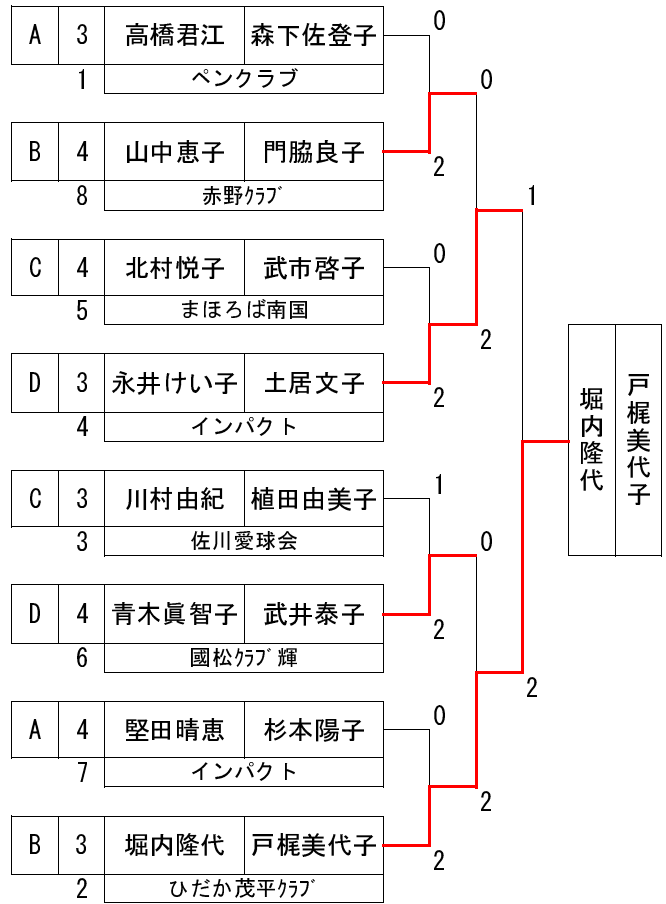 A 3 高橋君江 森下佐登子 0
1 ペンクラブ 0
B 4 山中恵子 門脇良子 2
8 赤野ｸﾗﾌﾞ 1
C 4 北村悦子 武市啓子 0
5 まほろば南国 2
D 3 永井けい子 土居文子 2
4 インパクト
堀内隆代
戸梶美代子
C 3 川村由紀 植田由美子 1
3 佐川愛球会 0
D 4 青木眞智子 武井泰子 2
6 國松ｸﾗﾌﾞ輝 2
A 4 堅田晴恵 杉本陽子 0
7 インパクト 2
B 3 堀内隆代 戸梶美代子 2
2 ひだか茂平ｸﾗﾌﾞ